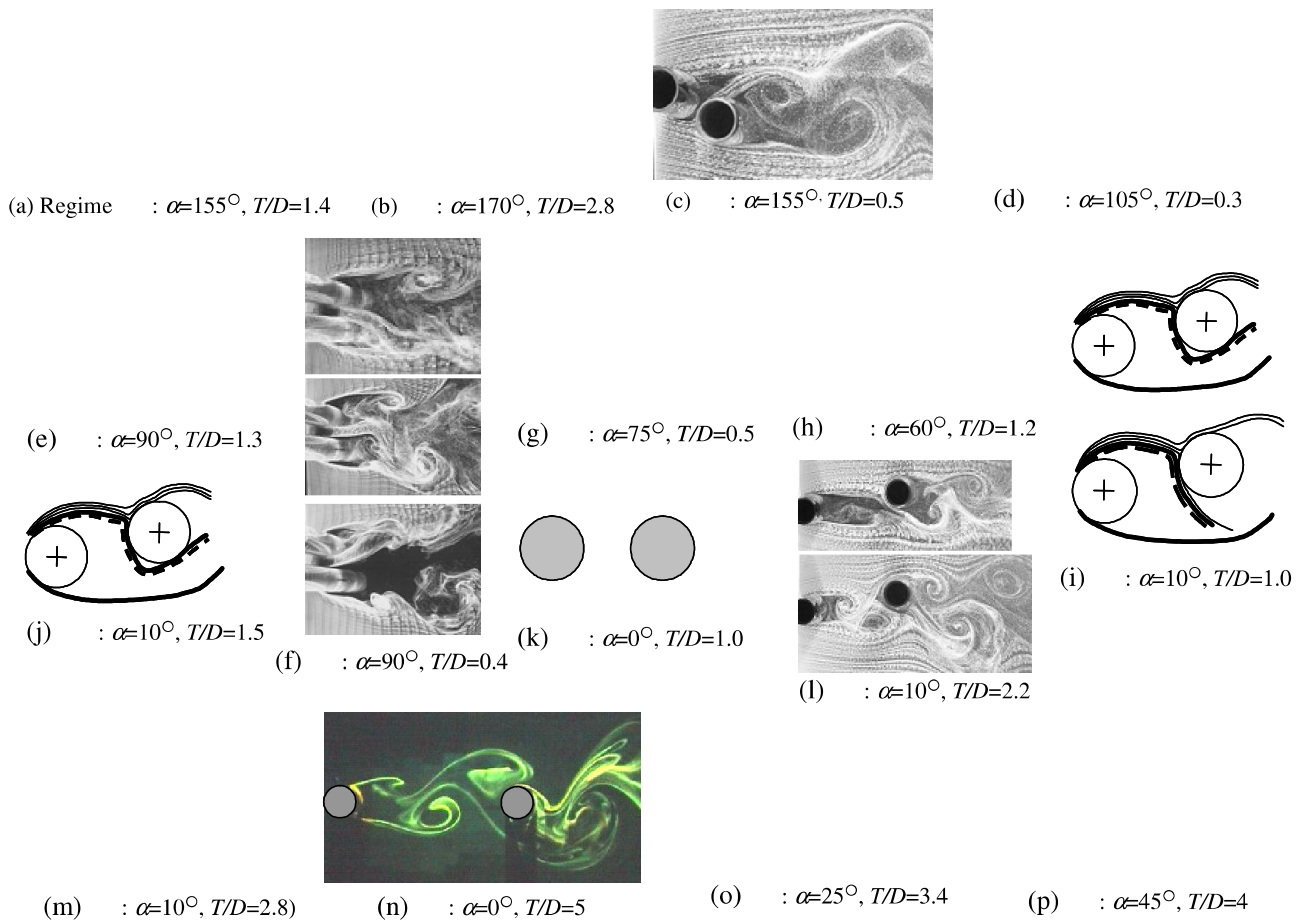 (a) Regime : α=155○, T/D=1.4
(b) : α=170○, T/D=2.8
(c) : α=155○, T/D=0.5
(d) : α=105○, T/D=0.3
(e) : α=90○, T/D=1.3
(g) : α=75○, T/D=0.5
(h) : α=60○, T/D=1.2
(i) : α=10○, T/D=1.0
(j) : α=10○, T/D=1.5
(f) : α=90○, T/D=0.4
(k) : α=0○, T/D=1.0
(l) : α=10○, T/D=2.2
(m) : α=10○, T/D=2.8)
(n) : α=0○, T/D=5
(o) : α=25○, T/D=3.4
(p) : α=45○, T/D=4